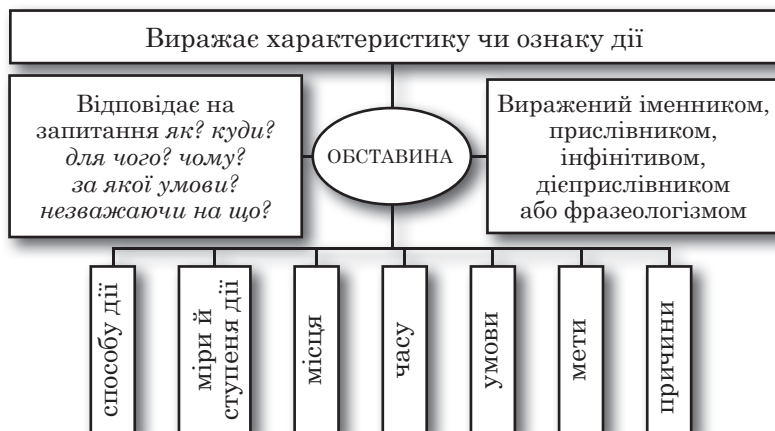 Виражає характеристику чи ознаку дії
Відповідає на
запитання як? куди?
для чого? чому?
за якої умови?
незважаючи на що?
ОБСТАВИНА
Виражений іменником,
прислівником,
інфінітивом,
дієприслівником
або фразеологізмом
способу дії
міри й
ступеня дії
місця
часу
умови
мети
причини